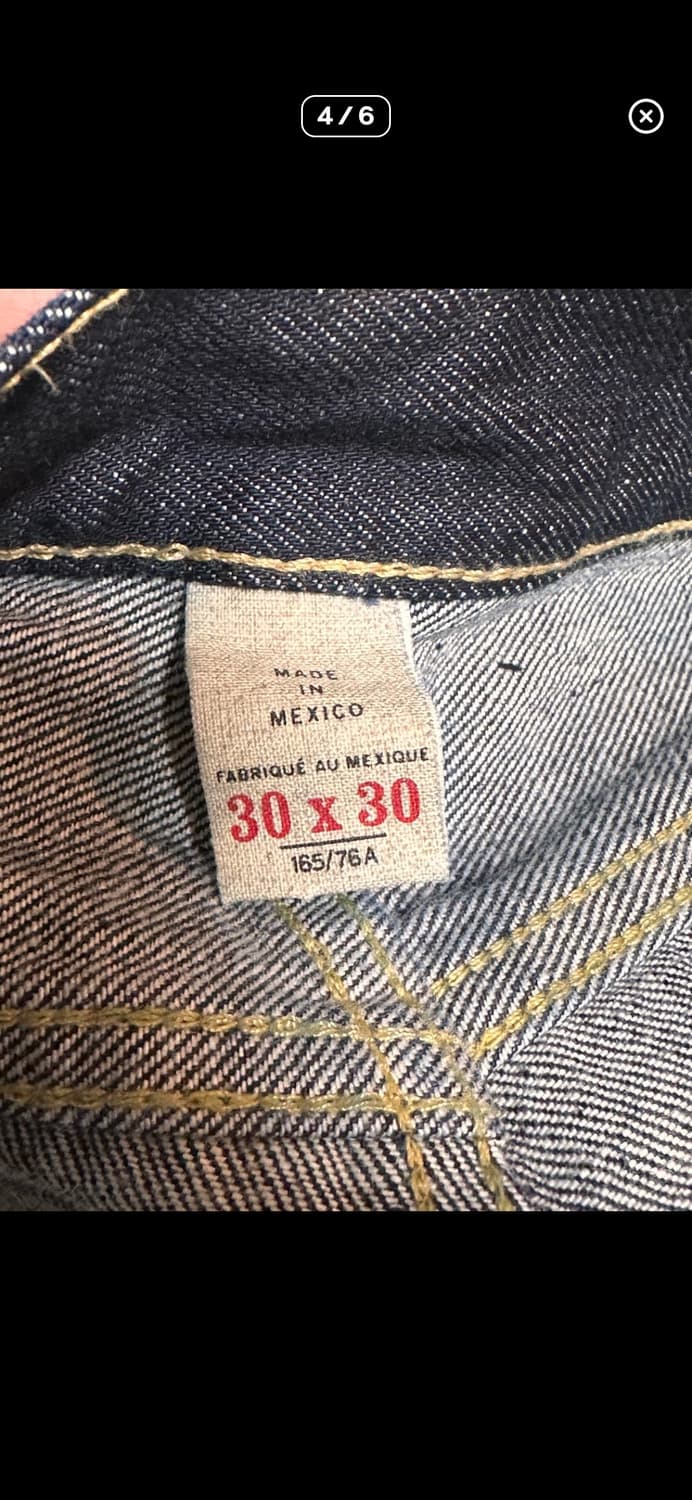 4/6
MADE
IN
MEXICO
FABRIQUÉ AU MEXIQUE
30 x 30
165/76A